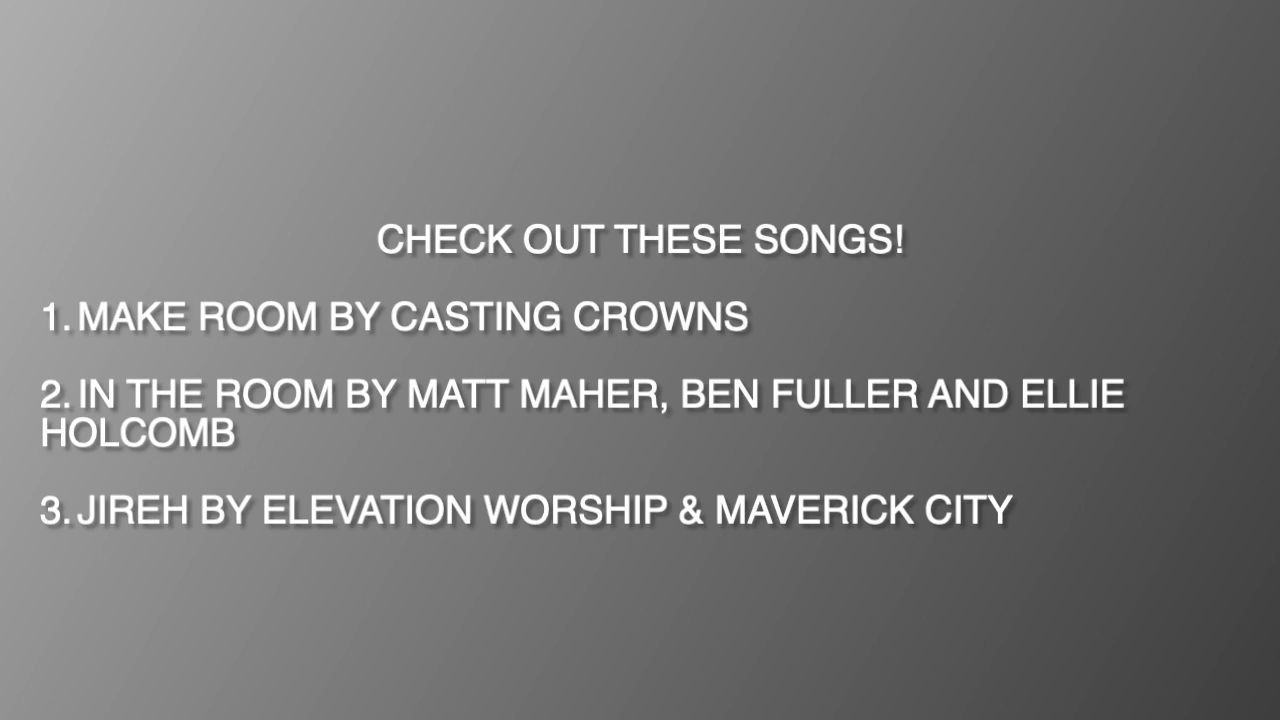 CHECK OUT THESE SONGS!
1. MAKE ROOM BY CASTING CROWNS
2. IN THE ROOM BY MATT MAHER, BEN FULLER AND ELLIE
HOLCOMB
3. JIREH BY ELEVATION WORSHIP & MAVERICK CITY